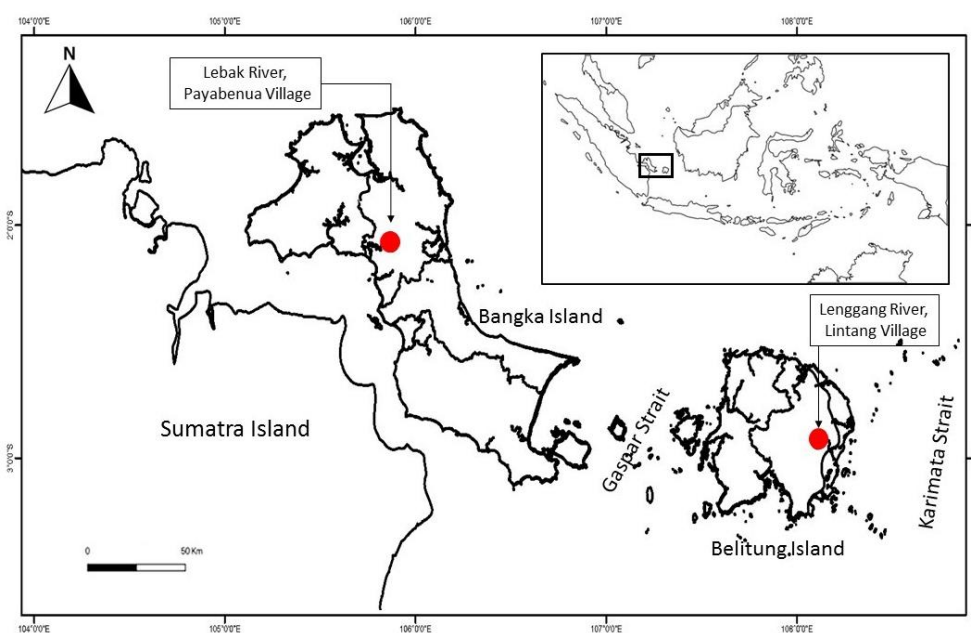 104°0'0"E 105°0'0"E 106°0'0"E 107°0'0"E 108°0'0"E
N
Lebak River,
Payabenua Village
2°0'0"S
Bangka Island
Lenggang River,
Lintang Village
Sumatra Island
Gaspar Strait
Karimata Strait
3°0'0"S
Belitung Island
0 50 Km
104°0'0"E 105°0'0"E 106°0'0"E 107°0'0"E 108°0'0"E